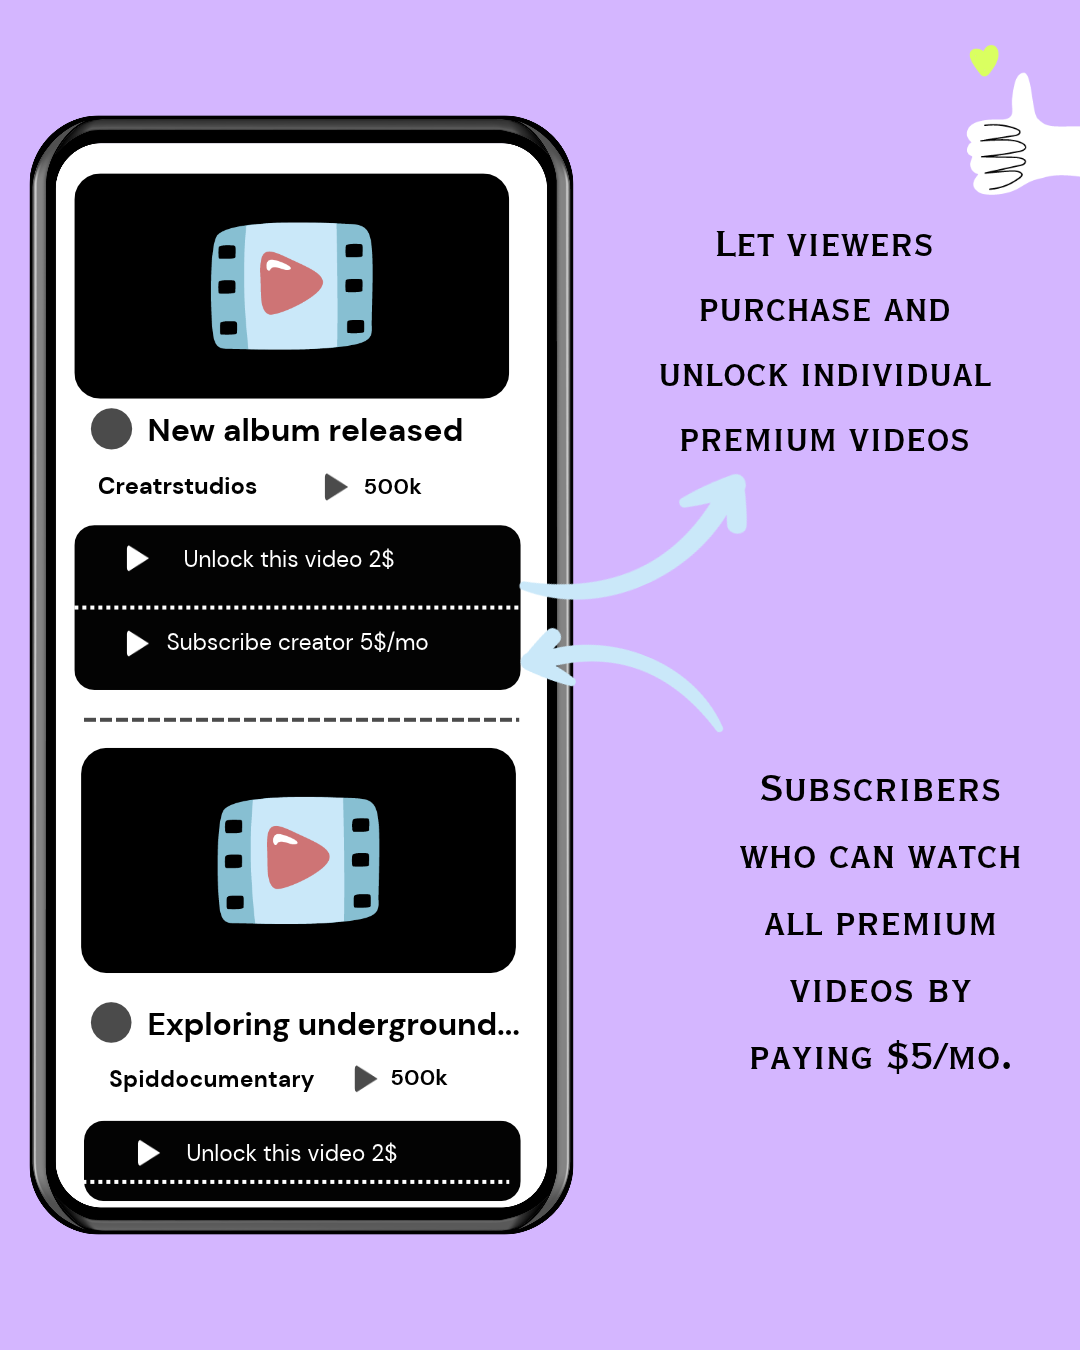 New album released
Creatrstudios 500k
Unlock this video 2$
Subscribe creator 5$/mo
Exploring underground...
Spiddocumentary 500k
Unlock this video 2$
Let viewers
purchase and
unlock individual
premium videos
Subscribers
who can watch
all premium
videos by
paying $5/mo.